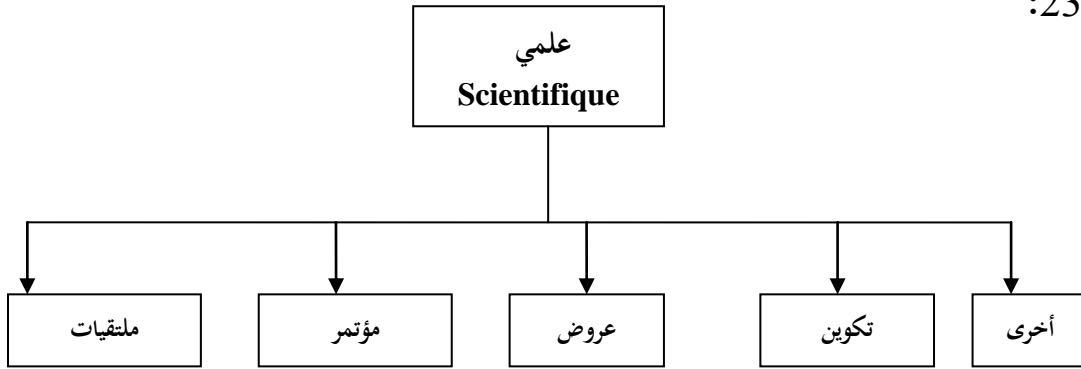 :23
علمي
Scientifique
أخرى
تكوين
عروض
مؤتمر
ملتقيات